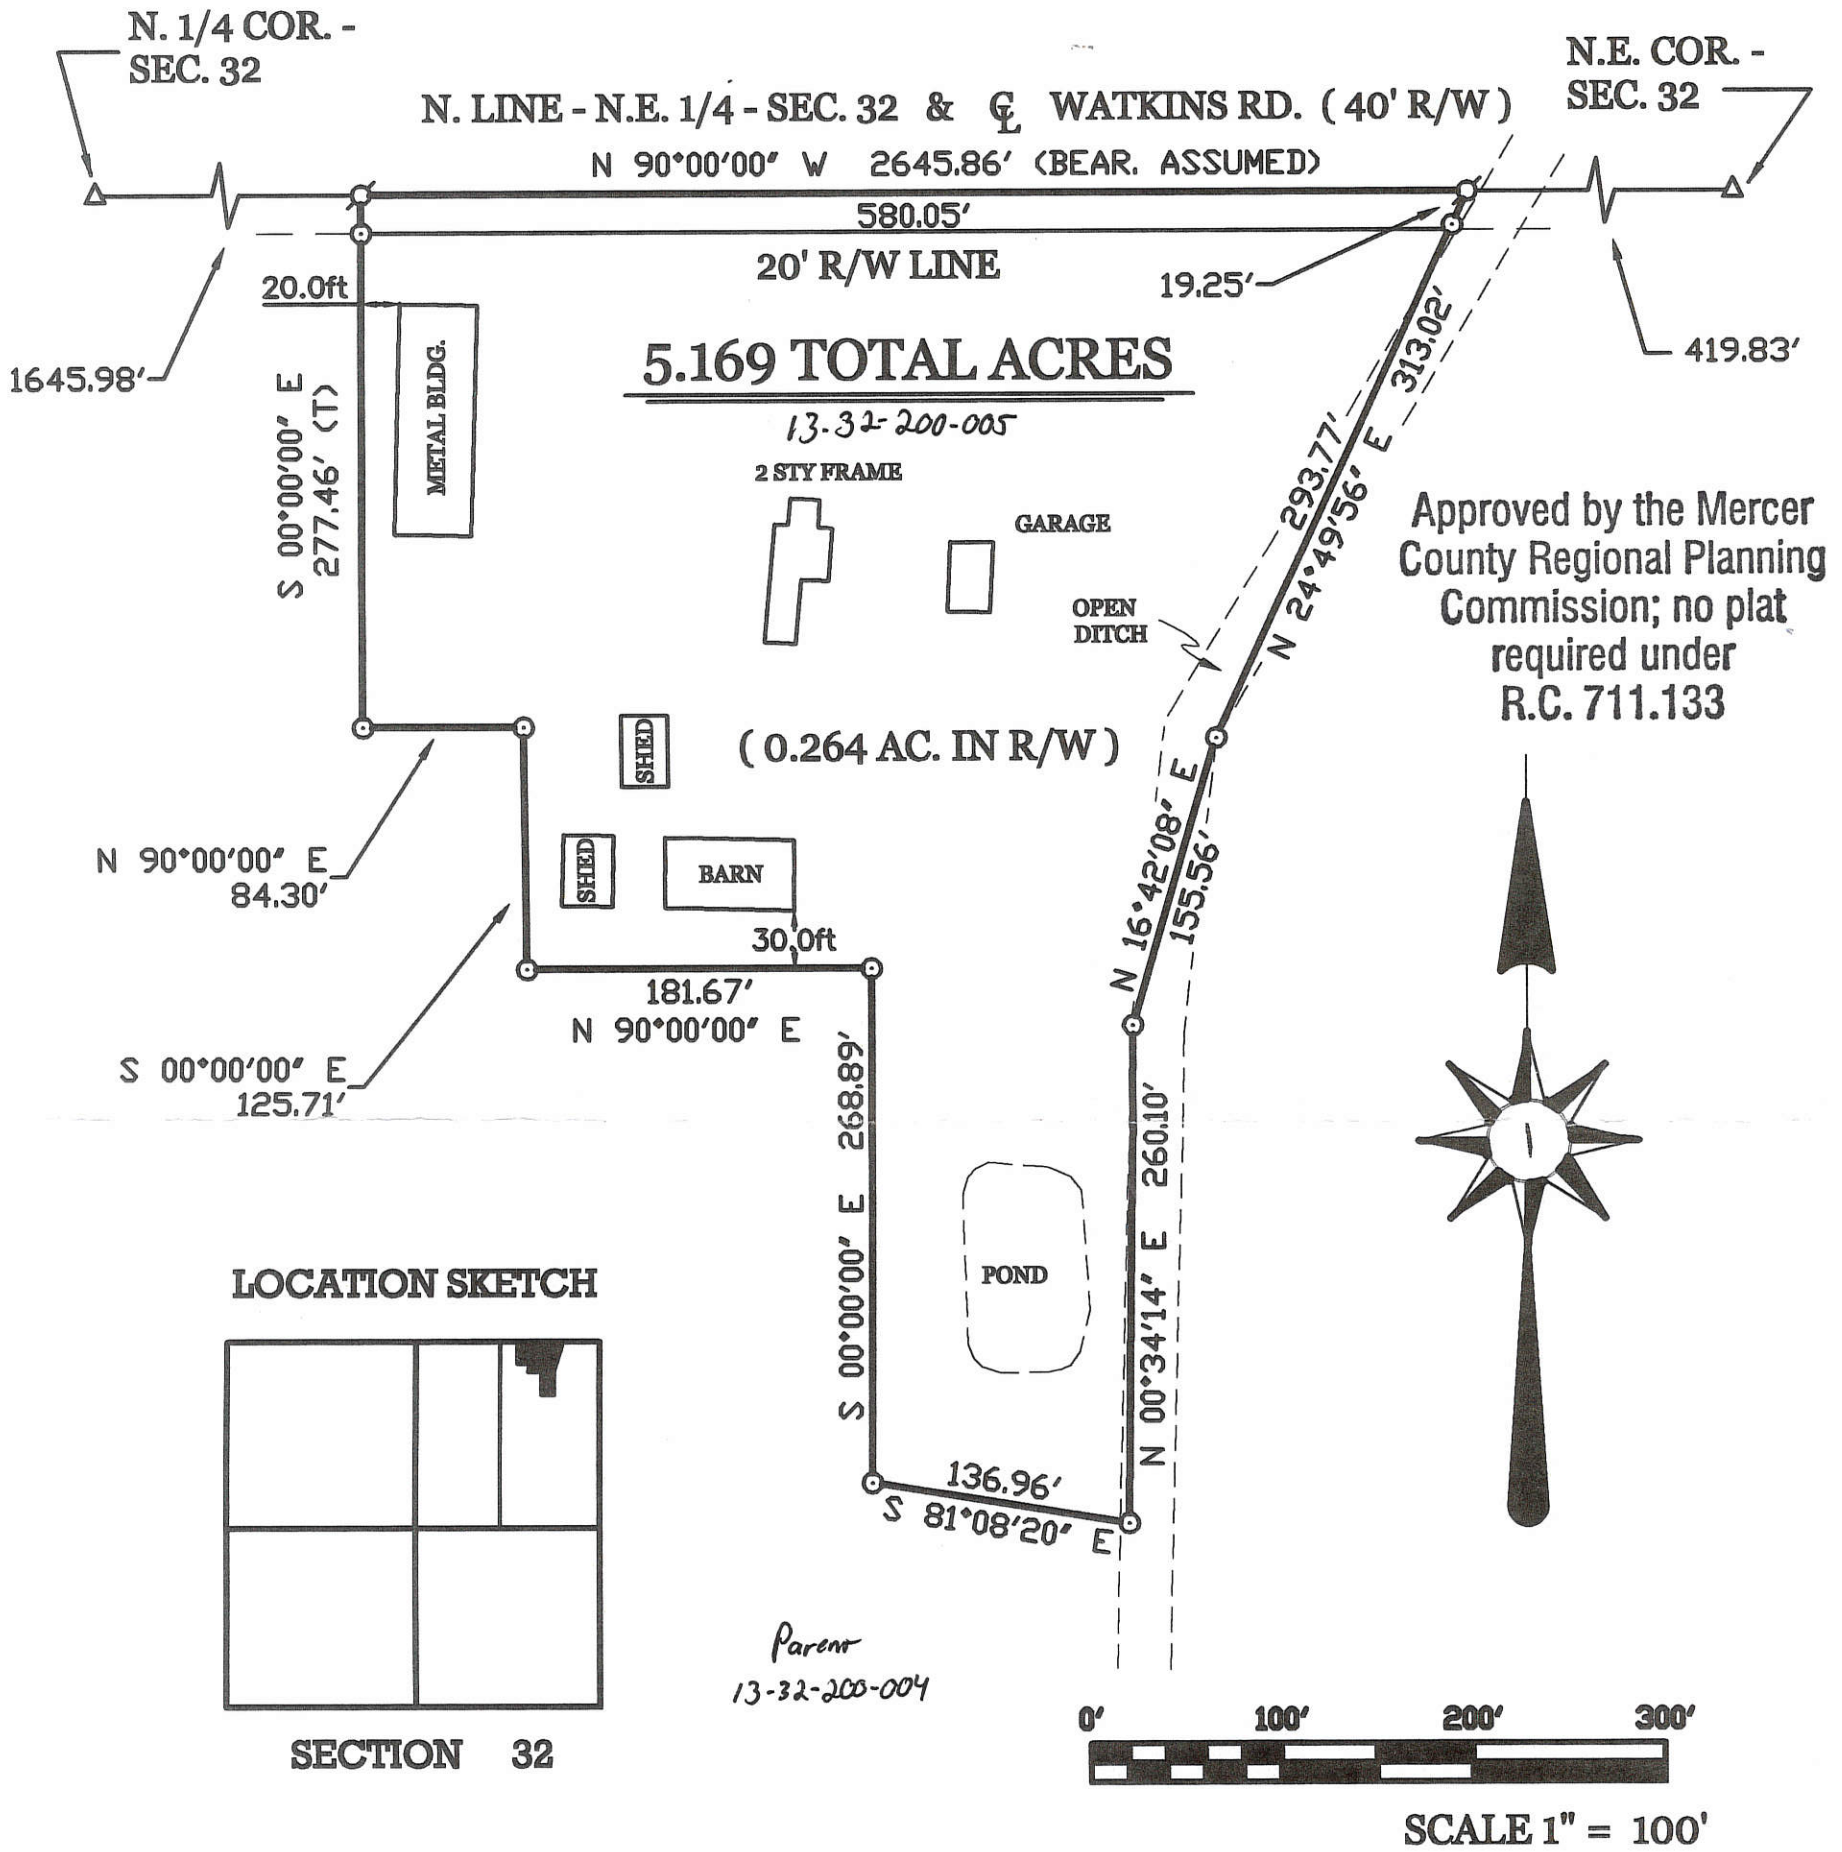 N. 1/4 COR. -
SEC. 32
N.E. COR. -
SEC. 32
N. LINE - N.E. 1/4 - SEC. 32 & ℄ WATKINS RD. ( 40' R/W )
N 90°00'00" W 2645.86' (BEAR. ASSUMED)
580.05'
20' R/W LINE
19.25'
20.0ft
1645.98'
419.83'
5.169 TOTAL ACRES
13-32-200-005
METAL BLDG.
S 00°00'00" E
277.46' (T)
2 STY FRAME
GARAGE
OPEN
DITCH
313.02'
293.77'
N 24°49'56" E
Approved by the Mercer
County Regional Planning
Commission; no plat
required under
R.C. 711.133
SHED
( 0.264 AC. IN R/W )
N 90°00'00" E
84.30'
SHED
BARN
30.0ft
N 16°42'08" E
155.56'
181.67'
N 90°00'00" E
S 00°00'00" E
125.71'
S 00°00'00" E 268.89'
N 00°34'14" E 260.10'
POND
136.96'
S 81°08'20" E
LOCATION SKETCH
SECTION 32
Parent
13-32-200-004
0' 100' 200' 300'
SCALE 1" = 100'